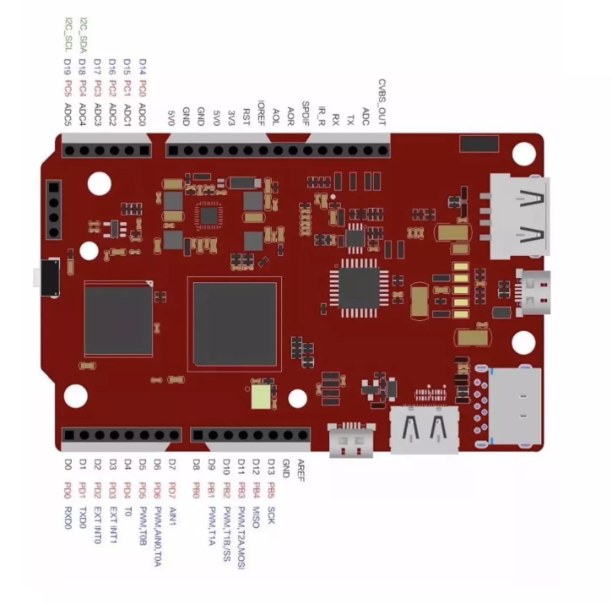 I2C_SCL D19 PC5 ADC5
I2C_SDA D18 PC4 ADC4
D17 PC3 ADC3
D16 PC2 ADC2
D15 PC1 ADC1
D14 PC0 ADC0
5V0
GND
GND
5V0
3V3
RST
IOREF
AOL
AOR
SPDIF
IR_R
RX
TX
ADC
CVBS_OUT
D0 PD0 RXD0
D1 PD1 TXD0
D2 PD2 EXT INT0
D3 PD3 EXT INT1
D4 PD4 T0
D5 PD5 PWM,T0B
D6 PD6 PWM,AIN0,T0A
D7 PD7 AIN1
D8 PB0
D9 PB1 PWM,T1A
D10 PB2 PWM,T1B,/SS
D11 PB3 PWM,T2A,MOSI
D12 PB4 MISO
D13 PB5 SCK
GND
AREF